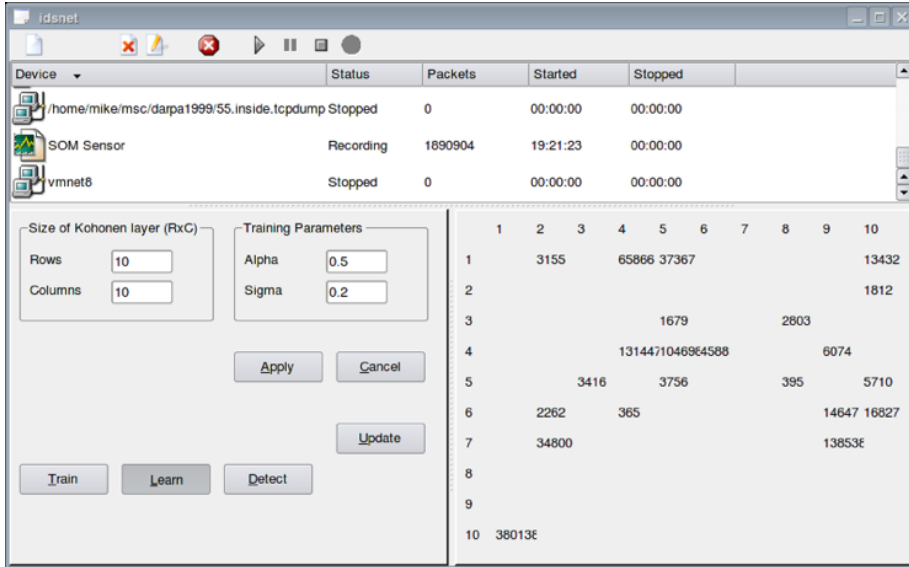 idsnet
Device Status Packets Started Stopped
/home/mike/msc/darpa1999/55.inside.tcpdump Stopped 0 00:00:00 00:00:00
SOM Sensor Recording 1890904 19:21:23 00:00:00
vmnet8 Stopped 0 00:00:00 00:00:00
Size of Kohonen layer (RxC)
Rows 10
Columns 10
Training Parameters
Alpha 0.5
Sigma 0.2
Apply Cancel
Update
Train Learn Detect
1 2 3 4 5 6 7 8 9 10
1 3155 65866 37367 13432
2 1812
3 1679 2803
4 131447 104698 4588 6074
5 3416 3756 395 5710
6 2262 365 14647 16827
7 34800 138538
8
9
10 380138